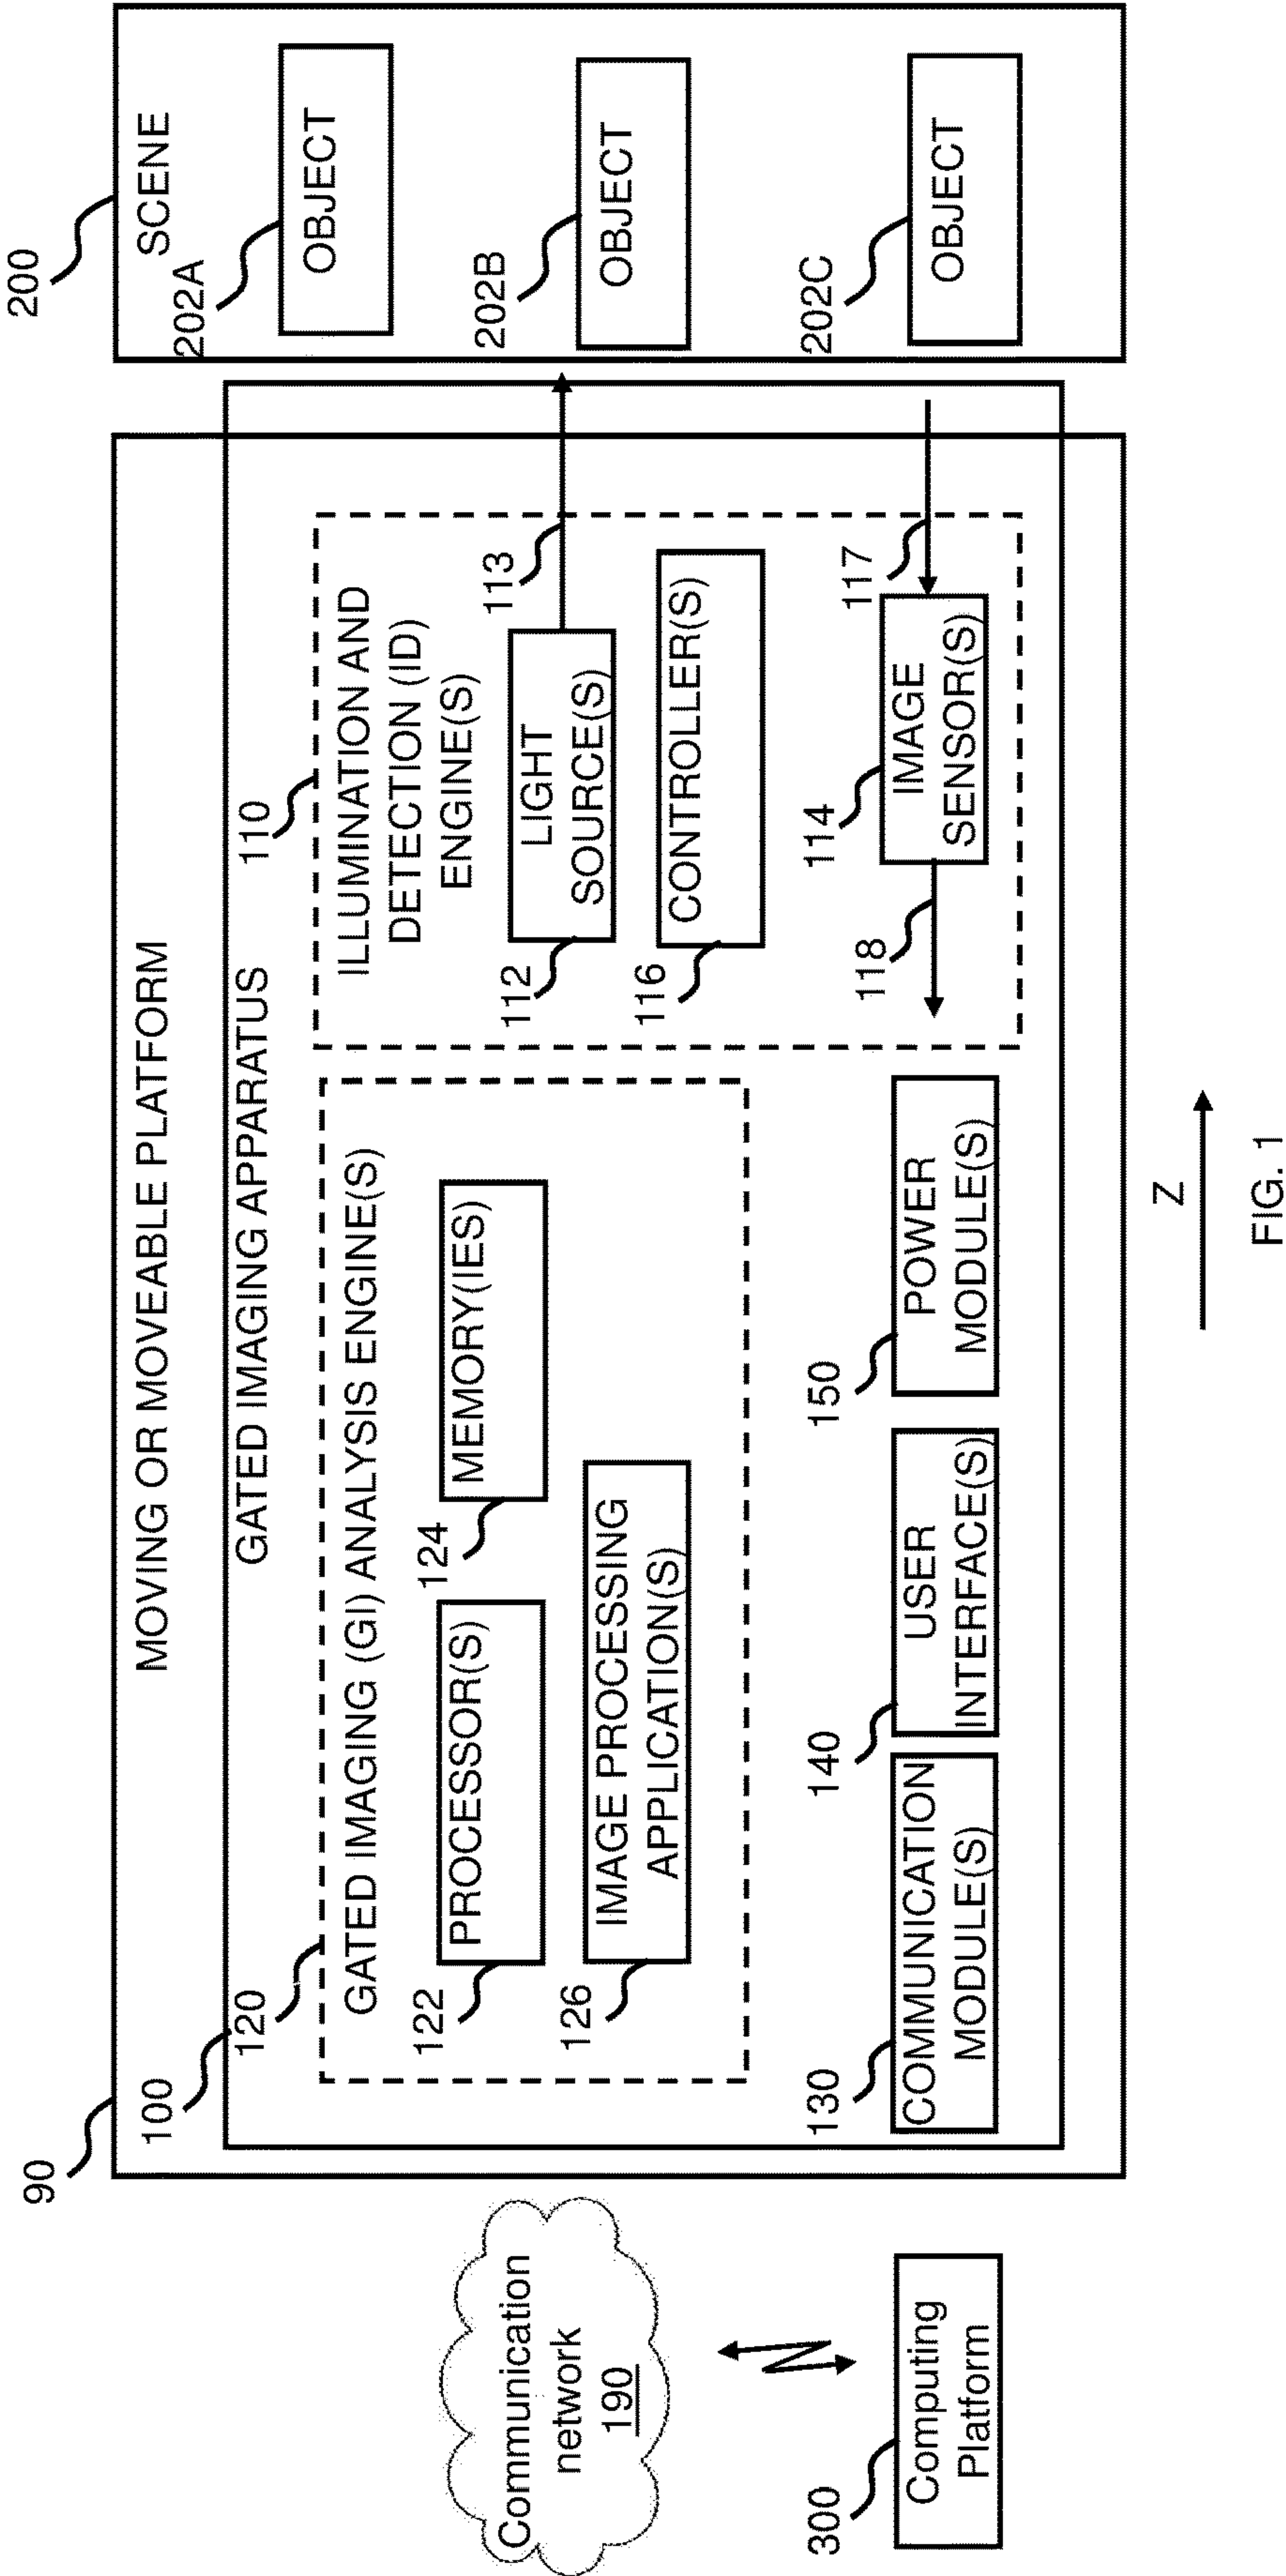 90
MOVING OR MOVEABLE PLATFORM
100
GATED IMAGING APPARATUS
120
GATED IMAGING (GI) ANALYSIS ENGINE(S)
122
PROCESSOR(S)
124
MEMORY(IES)
126
IMAGE PROCESSING
APPLICATION(S)
130
COMMUNICATION
MODULE(S)
140
USER
INTERFACE(S)
150
POWER
MODULE(S)
110
ILLUMINATION AND
DETECTION (ID)
ENGINE(S)
112
LIGHT
SOURCE(S)
113
116
CONTROLLER(S)
114
IMAGE
SENSOR(S)
117
118
200
SCENE
202A
OBJECT
202B
OBJECT
202C
OBJECT
Communication
network
190
300
Computing
Platform
Z
FIG. 1